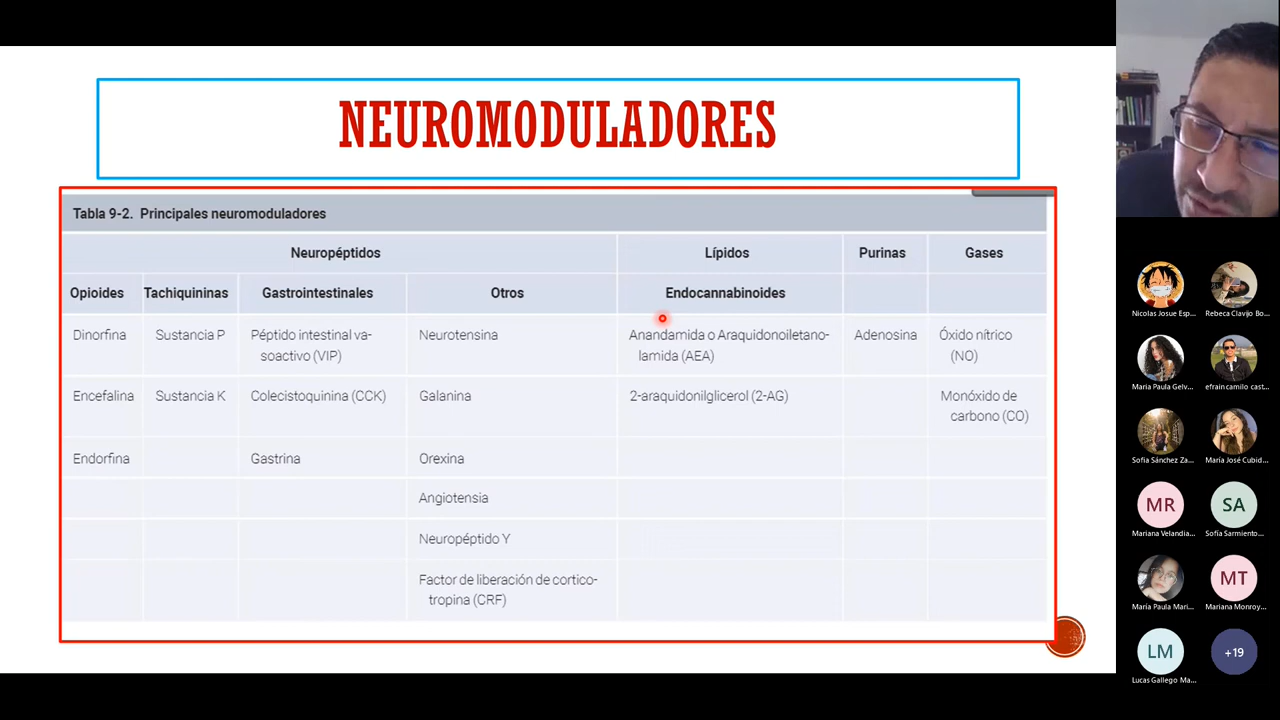 NEUROMODULADORES
Tabla 9-2. Principales neuromoduladores
Neuropéptidos Lípidos Purinas Gases
Opioides Tachiquininas Gastrointestinales Otros Endocannabinoides
Dinorfina Sustancia P Péptido intestinal va- Neurotensina Anandamida o Araquidonoiletano- Adenosina Óxido nítrico
soactivo (VIP) lamida (AEA) (NO)
Encefalina Sustancia K Colecistoquinina (CCK) Galanina 2-araquidonilglicerol (2-AG) Monóxido de
carbono (CO)
Endorfina Gastrina Orexina
Angiotensia
Neuropéptido Y
Factor de liberación de cortico-
tropina (CRF)
Nicolas Josue Esp... Rebeca Clavijo Bo...
Maria Paula Gelv... efrain camilo cast...
Sofia Sánchez Za... María José Cubid...
MR SA
Mariana Velandia... Sofía Sarmiento...
MT
María Paula Mari... Mariana Monroy...
LM +19
Lucas Gallego Ma...